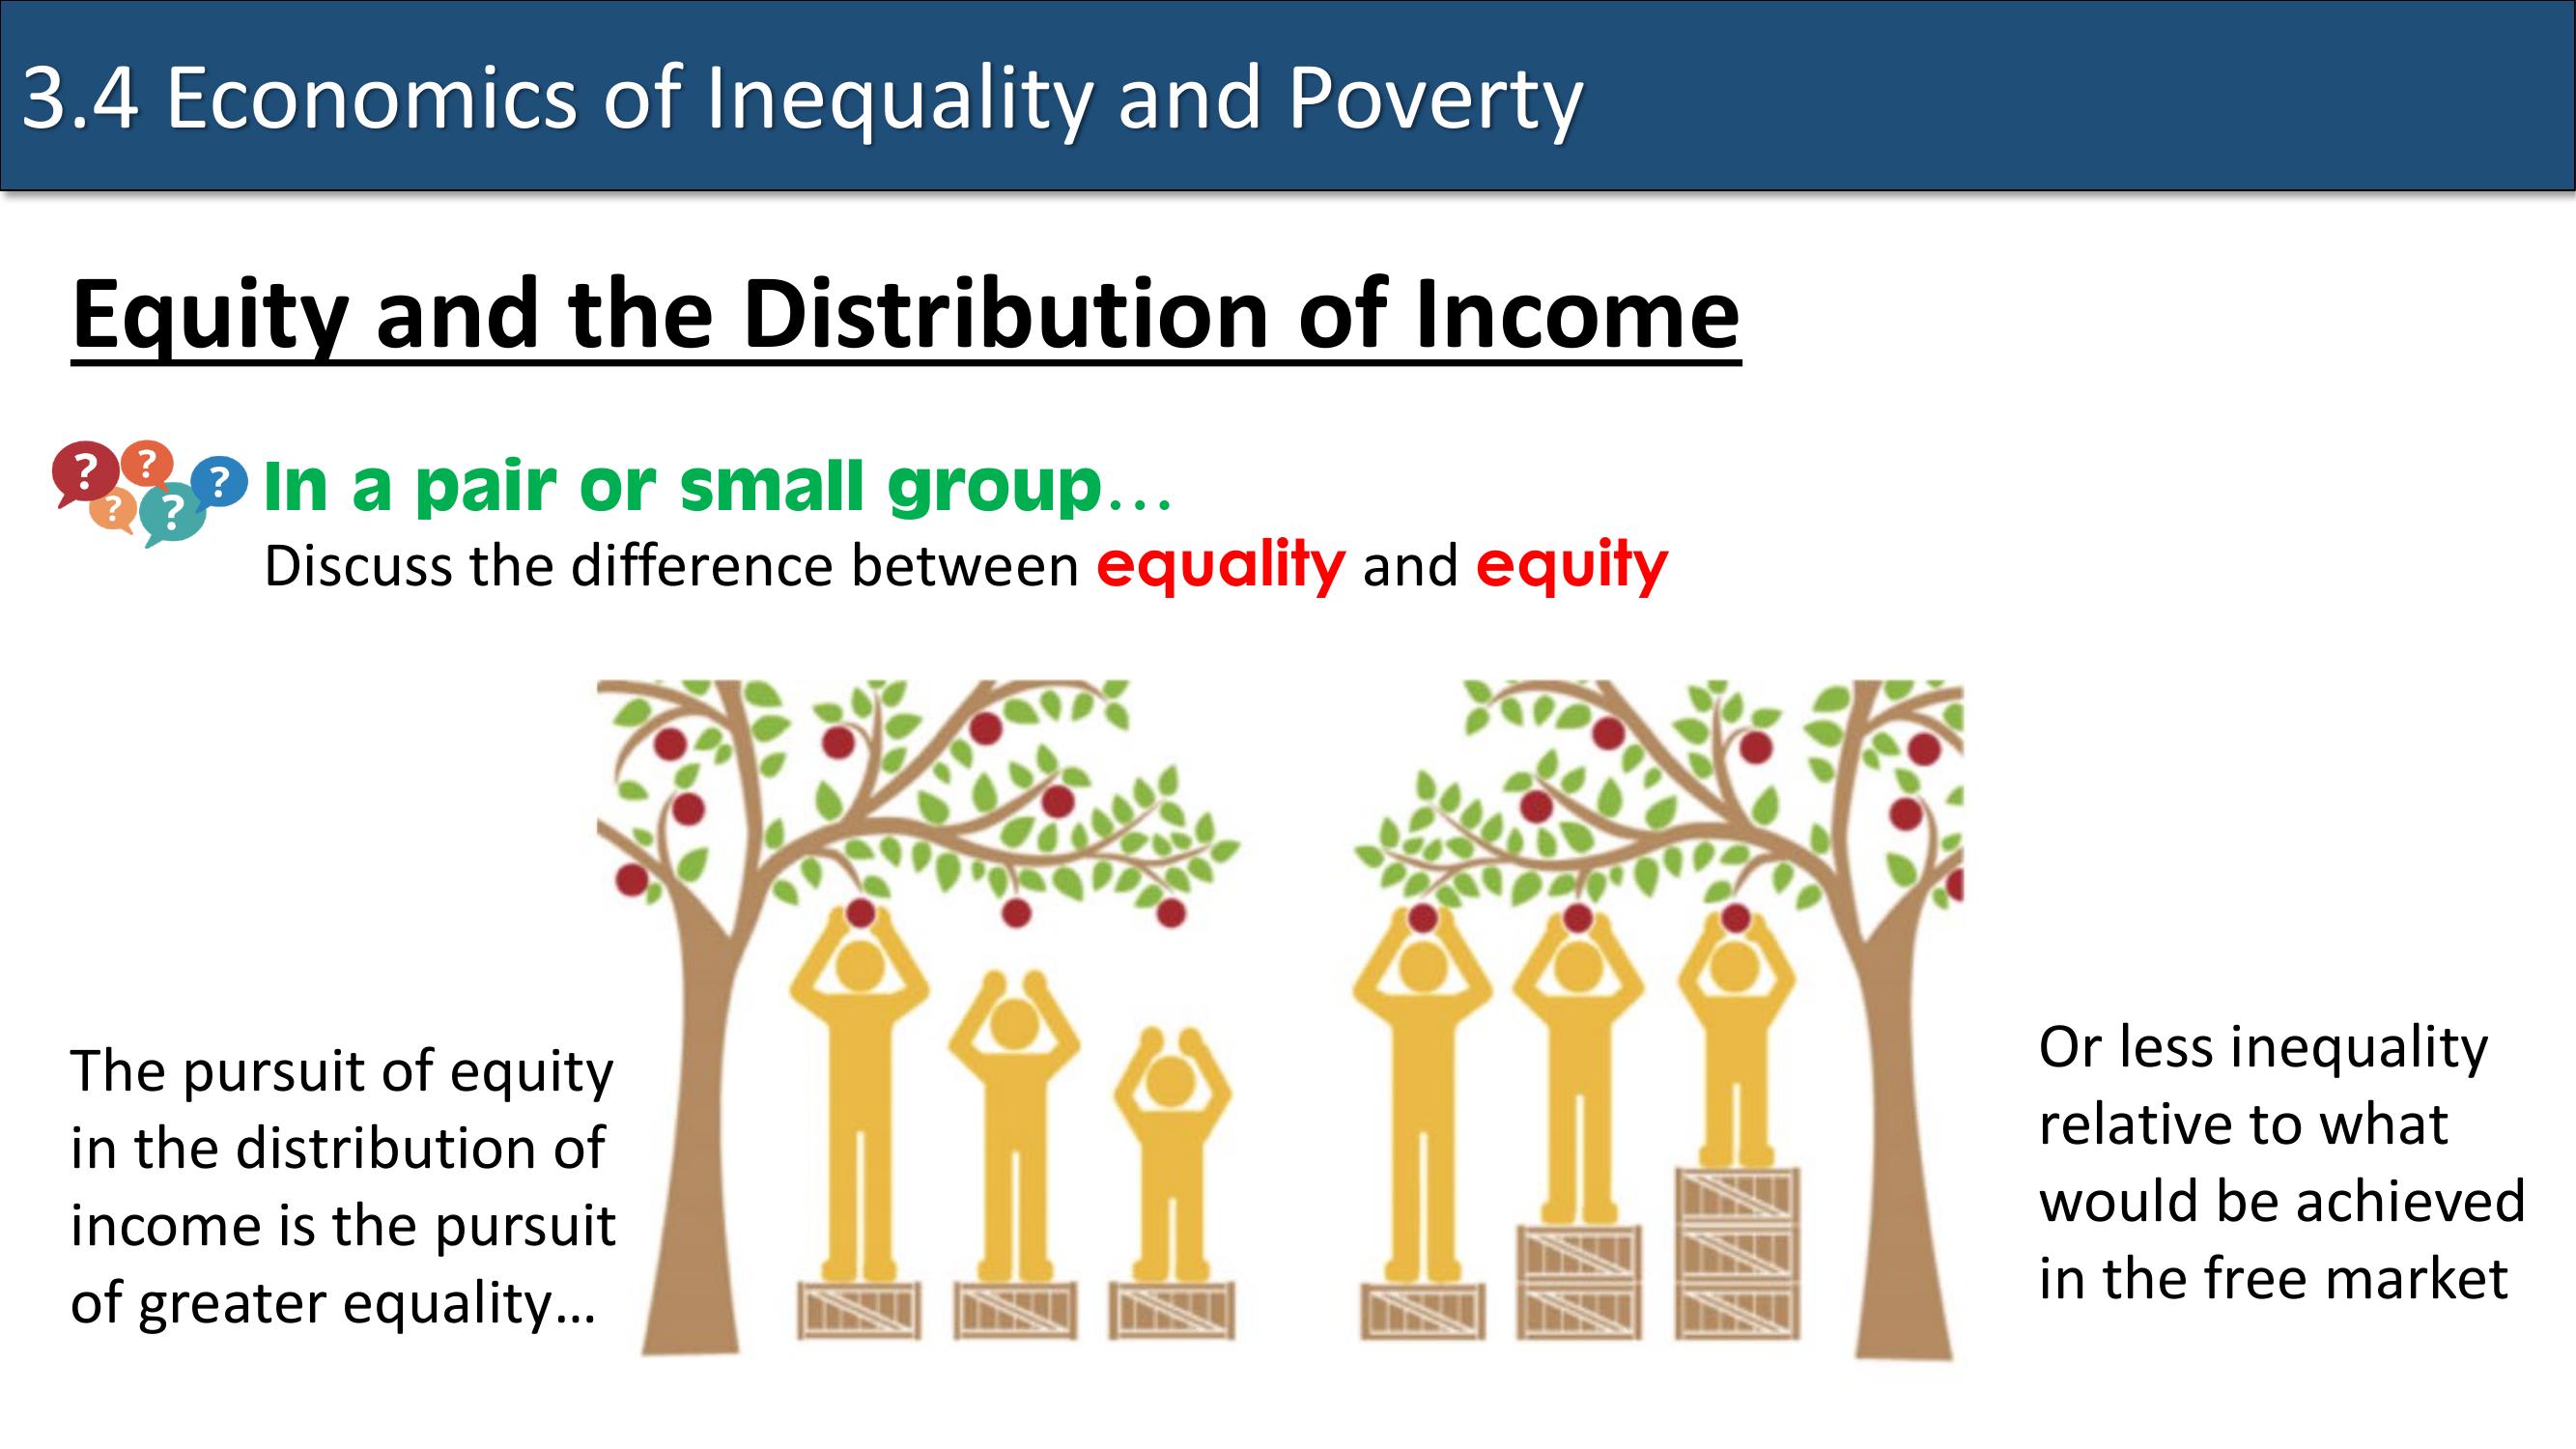 3.4 Economics of Inequality and Poverty
Equity and the Distribution of Income
? ? ? ? ?
In a pair or small group…
Discuss the difference between equality and equity
The pursuit of equity
in the distribution of
income is the pursuit
of greater equality…
Or less inequality
relative to what
would be achieved
in the free market